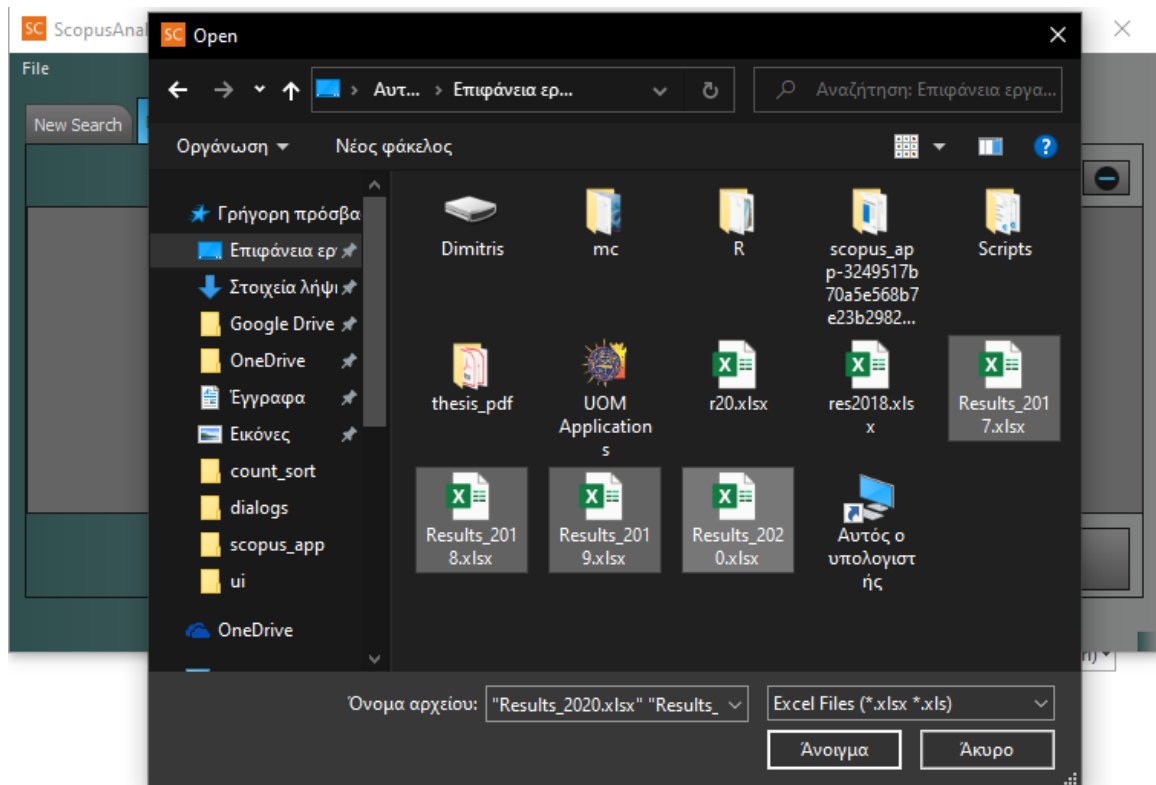 SC ScopusAnal
SC Open
File
Αυτ... › Επιφάνεια ερ...
Αναζήτηση: Επιφάνεια εργα...
New Search
Οργάνωση
Νέος φάκελος
Γρήγορη πρόσβα
Επιφάνεια ερ
Στοιχεία λήψι
Google Drive
OneDrive
Έγγραφα
Εικόνες
count_sort
dialogs
scopus_app
ui
OneDrive
Dimitris
mc
R
scopus_ap
p-3249517b
70a5e568b7
e23b2982...
Scripts
thesis_pdf
UOM
Application
s
r20.xlsx
res2018.xls
x
Results_201
7.xlsx
Results_201
8.xlsx
Results_201
9.xlsx
Results_202
0.xlsx
Αυτός ο
υπολογιστ
ής
Όνομα αρχείου:
"Results_2020.xlsx" "Results_
Excel Files (*.xlsx *.xls)
Άνοιγμα
Άκυρο